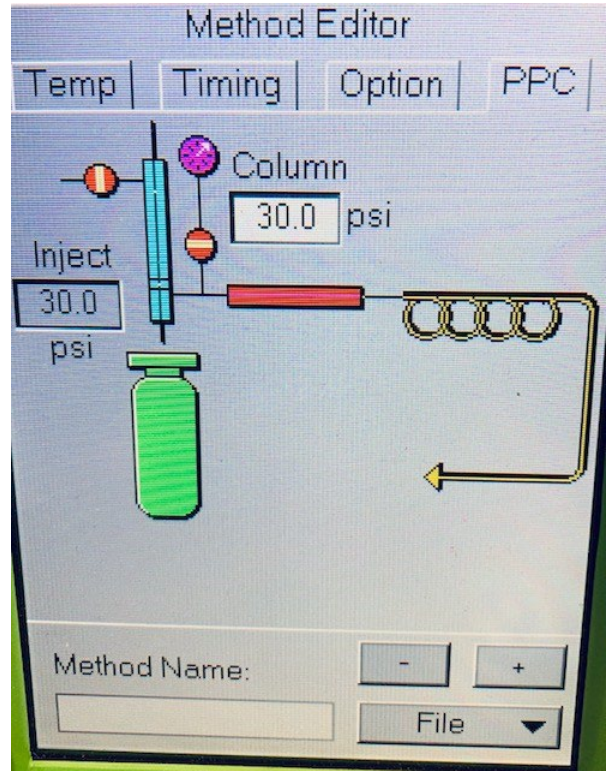 Method Editor
Temp Timing Option PPC
Column
30.0 psi
Inject
30.0
psi
Method Name:
- +
File